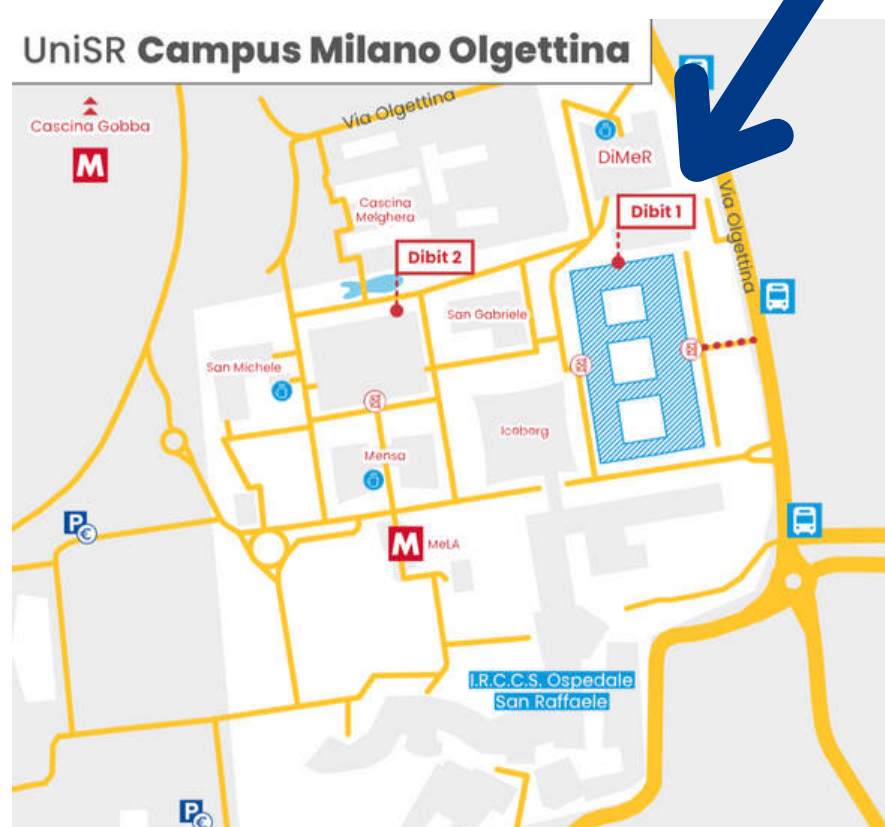 UniSR Campus Milano Olgettina
Cascina Gobba
M
Via Olgettina
DiMeR
Cascina
Melghera
Dibit 1
Via Olgettina
Dibit 2
San Gabriele
San Michele
Iceberg
Mensa
P€
M MeLA
I.R.C.C.S. Ospedale
San Raffaele
P€